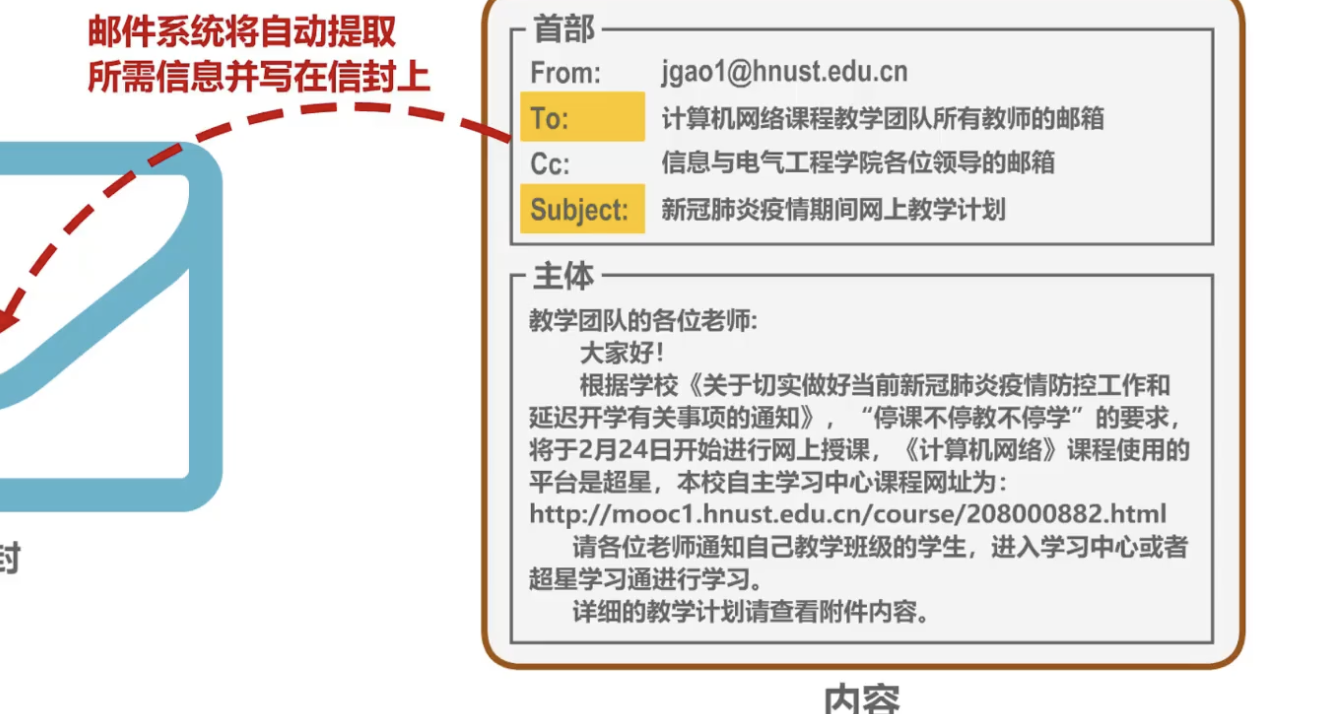 邮件系统将自动提取
所需信息并写在信封上
首部
From: jgao1@hnust.edu.cn
To: 计算机网络课程教学团队所有教师的邮箱
Cc: 信息与电气工程学院各位领导的邮箱
Subject: 新冠肺炎疫情期间网上教学计划
主体
教学团队的各位老师:
大家好！
根据学校《关于切实做好当前新冠肺炎疫情防控工作和
延迟开学有关事项的通知》，“停课不停教不停学”的要求，
将于2月24日开始进行网上授课，《计算机网络》课程使用的
平台是超星，本校自主学习中心课程网址为：
http://mooc1.hnust.edu.cn/course/208000882.html
请各位老师通知自己教学班级的学生，进入学习中心或者
超星学习通进行学习。
详细的教学计划请查看附件内容。
封
内容